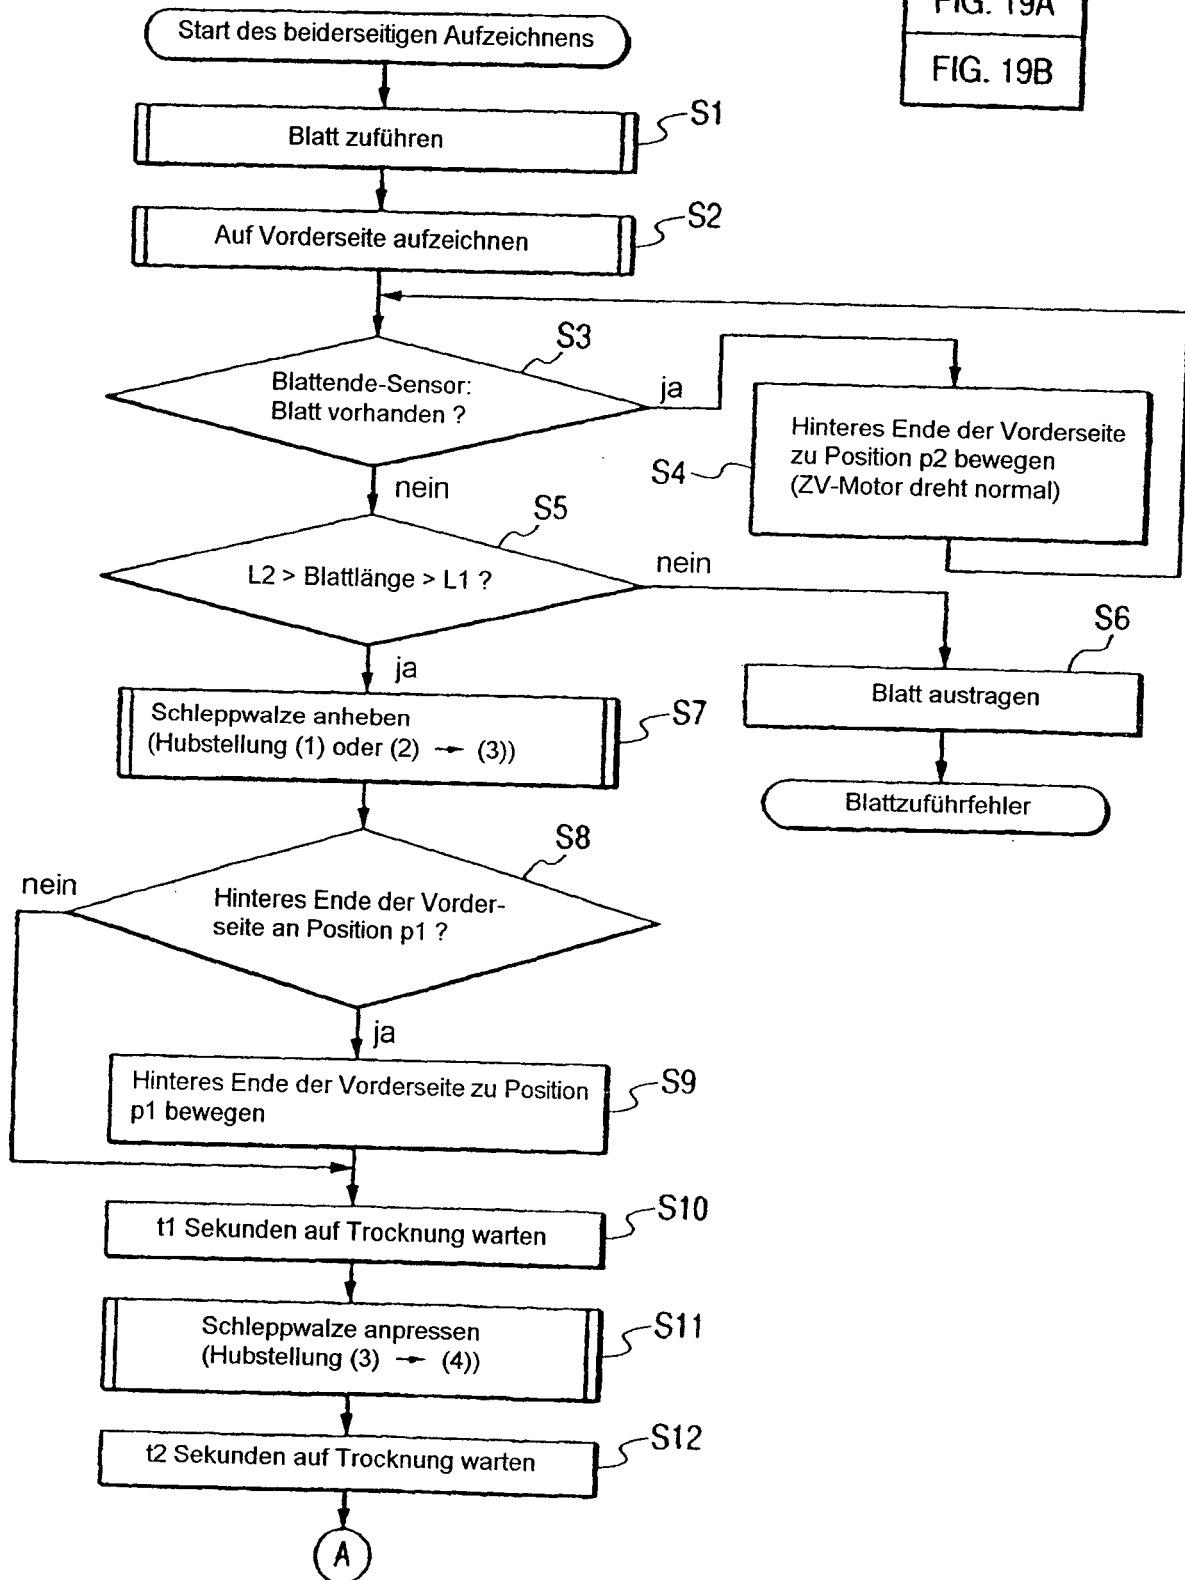 FIG. 19A
FIG. 19B
Start des beiderseitigen Aufzeichnens
Blatt zuführen
S1
Auf Vorderseite aufzeichnen
S2
S3
Blattende-Sensor:
Blatt vorhanden ?
ja
nein
Hinteres Ende der Vorderseite
zu Position p2 bewegen
(ZV-Motor dreht normal)
S4
S5
L2 > Blattlänge > L1 ?
nein
ja
S6
Blatt austragen
Blattzuführfehler
Schleppwalze anheben
(Hubstellung (1) oder (2) → (3))
S7
S8
nein
Hinteres Ende der Vorder-
seite an Position p1 ?
ja
Hinteres Ende der Vorderseite zu Position
p1 bewegen
S9
t1 Sekunden auf Trocknung warten
S10
Schleppwalze anpressen
(Hubstellung (3) → (4))
S11
t2 Sekunden auf Trocknung warten
S12
A